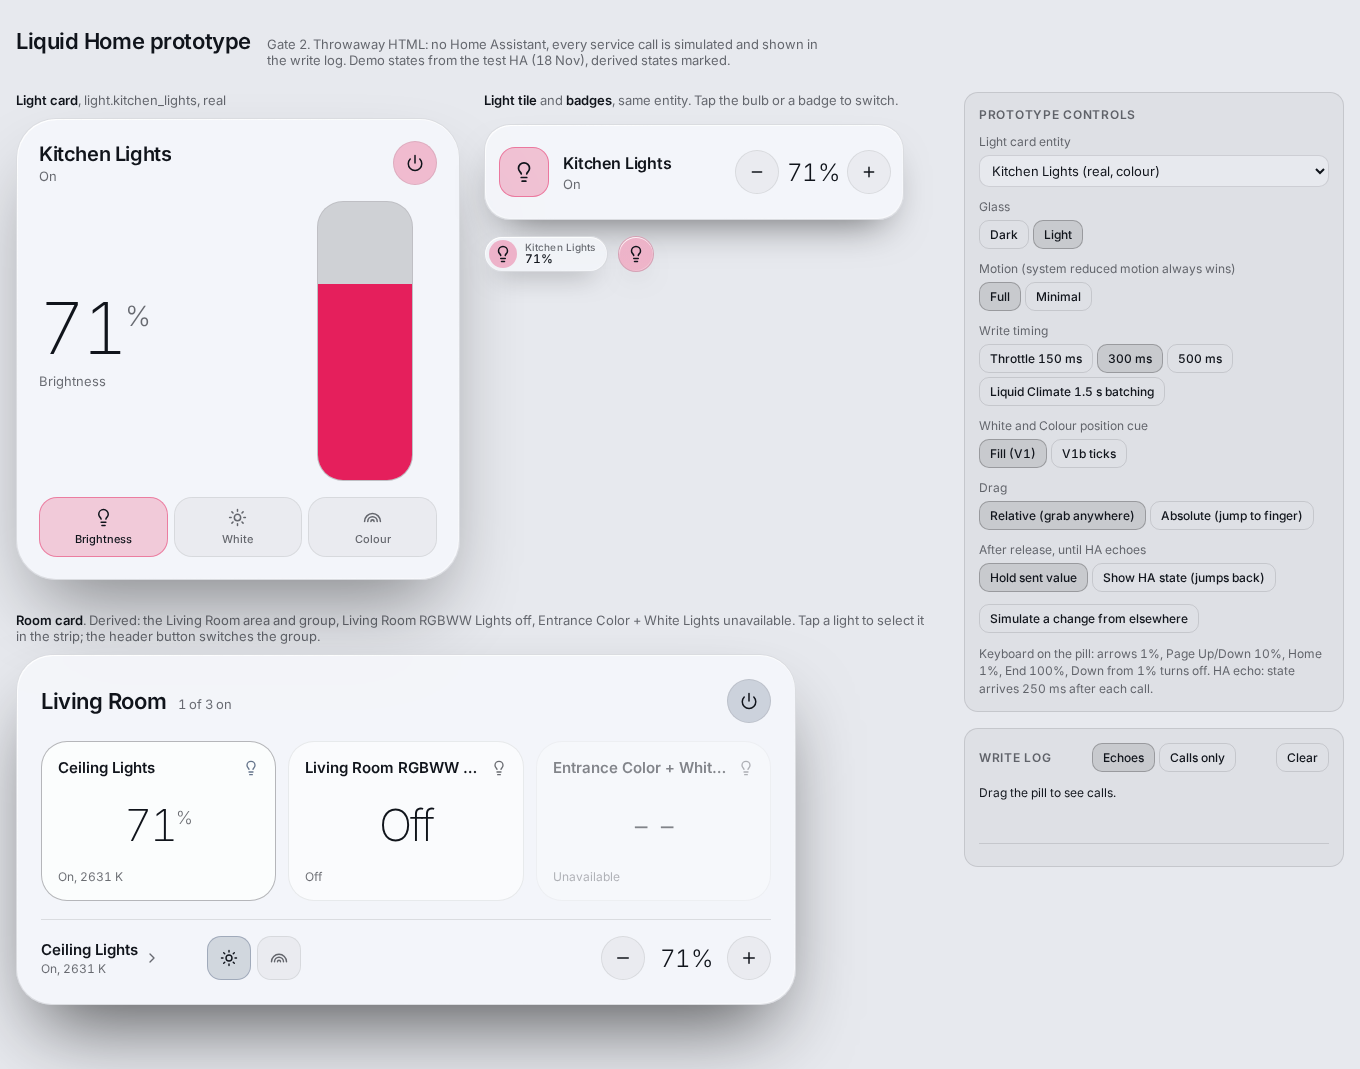 Liquid Home prototype
Gate 2. Throwaway HTML: no Home Assistant, every service call is simulated and shown in
the write log. Demo states from the test HA (18 Nov), derived states marked.
Light card, light.kitchen_lights, real
Kitchen Lights
On
71%
Brightness
Brightness
White
Colour
Light tile and badges, same entity. Tap the bulb or a badge to switch.
Kitchen Lights
On
71%
Kitchen Lights
71%
Room card. Derived: the Living Room area and group, Living Room RGBWW Lights off, Entrance Color + White Lights unavailable. Tap a light to select it
in the strip; the header button switches the group.
Living Room
1 of 3 on
Ceiling Lights
71%
On, 2631 K
Living Room RGBWW ...
Off
Off
Entrance Color + Whit...
– –
Unavailable
Ceiling Lights
On, 2631 K
71%
PROTOTYPE CONTROLS
Light card entity
Kitchen Lights (real, colour)
Glass
Dark
Light
Motion (system reduced motion always wins)
Full
Minimal
Write timing
Throttle 150 ms
300 ms
500 ms
Liquid Climate 1.5 s batching
White and Colour position cue
Fill (V1)
V1b ticks
Drag
Relative (grab anywhere)
Absolute (jump to finger)
After release, until HA echoes
Hold sent value
Show HA state (jumps back)
Simulate a change from elsewhere
Keyboard on the pill: arrows 1%, Page Up/Down 10%, Home
1%, End 100%, Down from 1% turns off. HA echo: state
arrives 250 ms after each call.
WRITE LOG
Echoes
Calls only
Clear
Drag the pill to see calls.